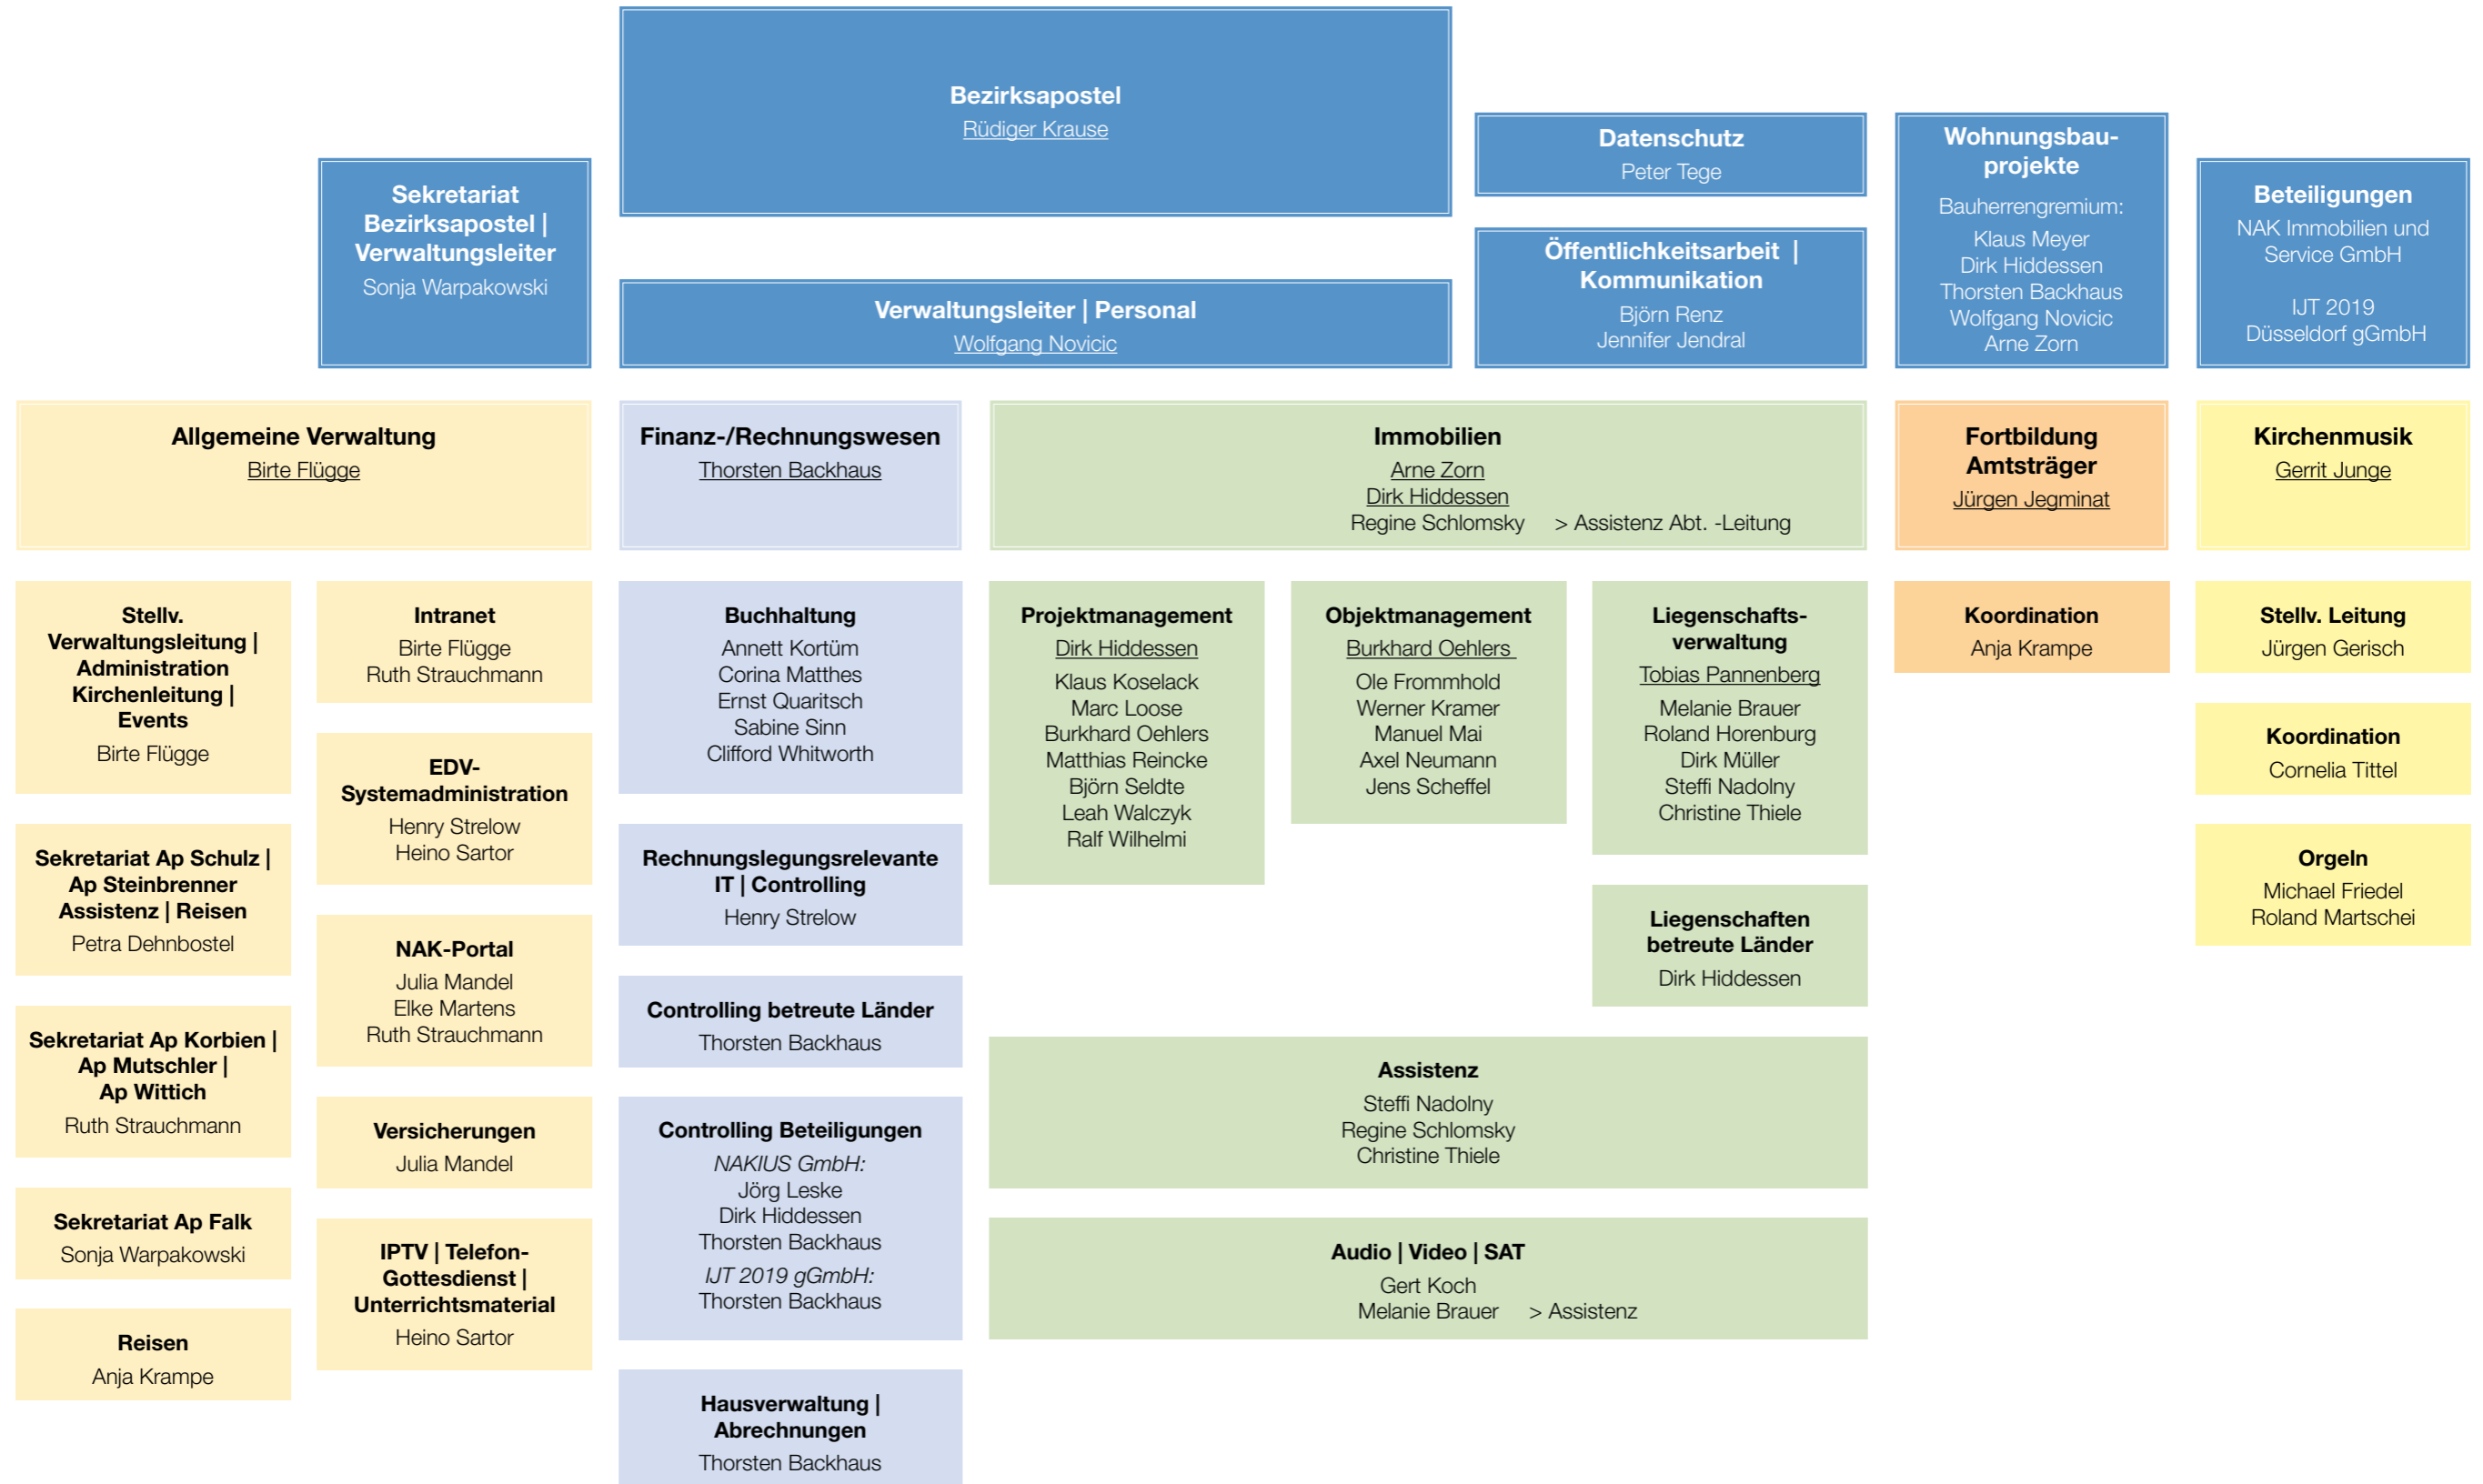 Bezirksapostel
Rüdiger Krause
Sekretariat
Bezirksapostel |
Verwaltungsleiter
Sonja Warpakowski
Verwaltungsleiter | Personal
Wolfgang Novicic
Datenschutz
Peter Tege
Öffentlichkeitsarbeit |
Kommunikation
Björn Renz
Jennifer Jendral
Wohnungsbau-
projekte
Bauherrengremium:
Klaus Meyer
Dirk Hiddessen
Thorsten Backhaus
Wolfgang Novicic
Arne Zorn
Beteiligungen
NAK Immobilien und
Service GmbH
IJT 2019
Düsseldorf gGmbH
Allgemeine Verwaltung
Birte Flügge
Stellv.
Verwaltungsleitung |
Administration
Kirchenleitung |
Events
Birte Flügge
Sekretariat Ap Schulz |
Ap Steinbrenner
Assistenz | Reisen
Petra Dehnbostel
Sekretariat Ap Korbien |
Ap Mutschler |
Ap Wittich
Ruth Strauchmann
Sekretariat Ap Falk
Sonja Warpakowski
Reisen
Anja Krampe
Intranet
Birte Flügge
Ruth Strauchmann
EDV-
Systemadministration
Henry Strelow
Heino Sartor
NAK-Portal
Julia Mandel
Elke Martens
Ruth Strauchmann
Versicherungen
Julia Mandel
IPTV | Telefon-
Gottesdienst |
Unterrichtsmaterial
Heino Sartor
Finanz-/Rechnungswesen
Thorsten Backhaus
Buchhaltung
Annett Kortüm
Corina Matthes
Ernst Quaritsch
Sabine Sinn
Clifford Whitworth
Rechnungslegungsrelevante
IT | Controlling
Henry Strelow
Controlling betreute Länder
Thorsten Backhaus
Controlling Beteiligungen
NAKIUS GmbH:
Jörg Leske
Dirk Hiddessen
Thorsten Backhaus
IJT 2019 gGmbH:
Thorsten Backhaus
Hausverwaltung |
Abrechnungen
Thorsten Backhaus
Immobilien
Arne Zorn
Dirk Hiddessen
Regine Schlomsky > Assistenz Abt. -Leitung
Projektmanagement
Dirk Hiddessen
Klaus Koselack
Marc Loose
Burkhard Oehlers
Matthias Reincke
Björn Seldte
Leah Walczyk
Ralf Wilhelmi
Objektmanagement
Burkhard Oehlers
Ole Frommhold
Werner Kramer
Manuel Mai
Axel Neumann
Jens Scheffel
Liegenschafts-
verwaltung
Tobias Pannenberg
Melanie Brauer
Roland Horenburg
Dirk Müller
Steffi Nadolny
Christine Thiele
Liegenschaften
betreute Länder
Dirk Hiddessen
Assistenz
Steffi Nadolny
Regine Schlomsky
Christine Thiele
Audio | Video | SAT
Gert Koch
Melanie Brauer > Assistenz
Fortbildung
Amtsträger
Jürgen Jegminat
Koordination
Anja Krampe
Kirchenmusik
Gerrit Junge
Stellv. Leitung
Jürgen Gerisch
Koordination
Cornelia Tittel
Orgeln
Michael Friedel
Roland Martschei